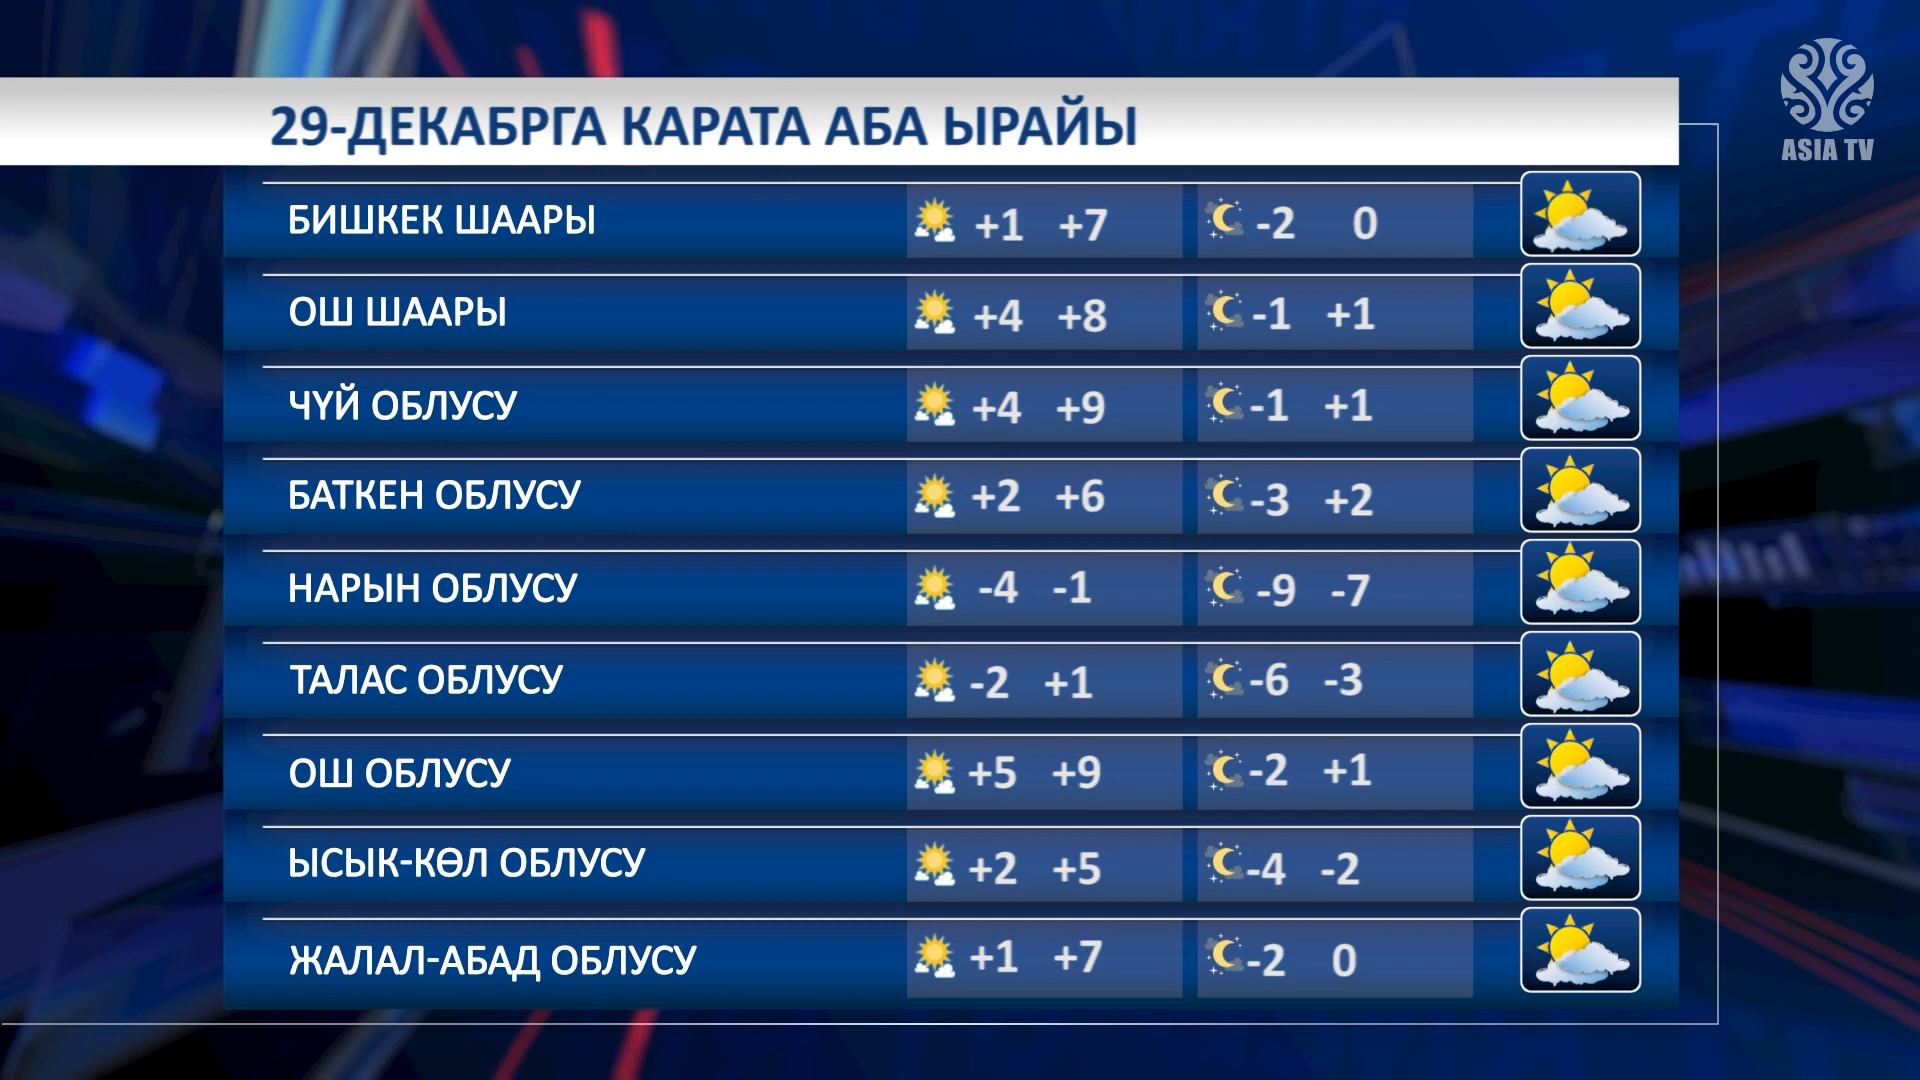 29-ДЕКАБРГА КАРАТА АБА ЫРАЙЫ
ASIA TV
БИШКЕК ШААРЫ +1 +7 -2 0
ОШ ШААРЫ +4 +8 -1 +1
ЧҮЙ ОБЛУСУ +4 +9 -1 +1
БАТКЕН ОБЛУСУ +2 +6 -3 +2
НАРЫН ОБЛУСУ -4 -1 -9 -7
ТАЛАС ОБЛУСУ -2 +1 -6 -3
ОШ ОБЛУСУ +5 +9 -2 +1
ЫСЫК-КӨЛ ОБЛУСУ +2 +5 -4 -2
ЖАЛАЛ-АБАД ОБЛУСУ +1 +7 -2 0